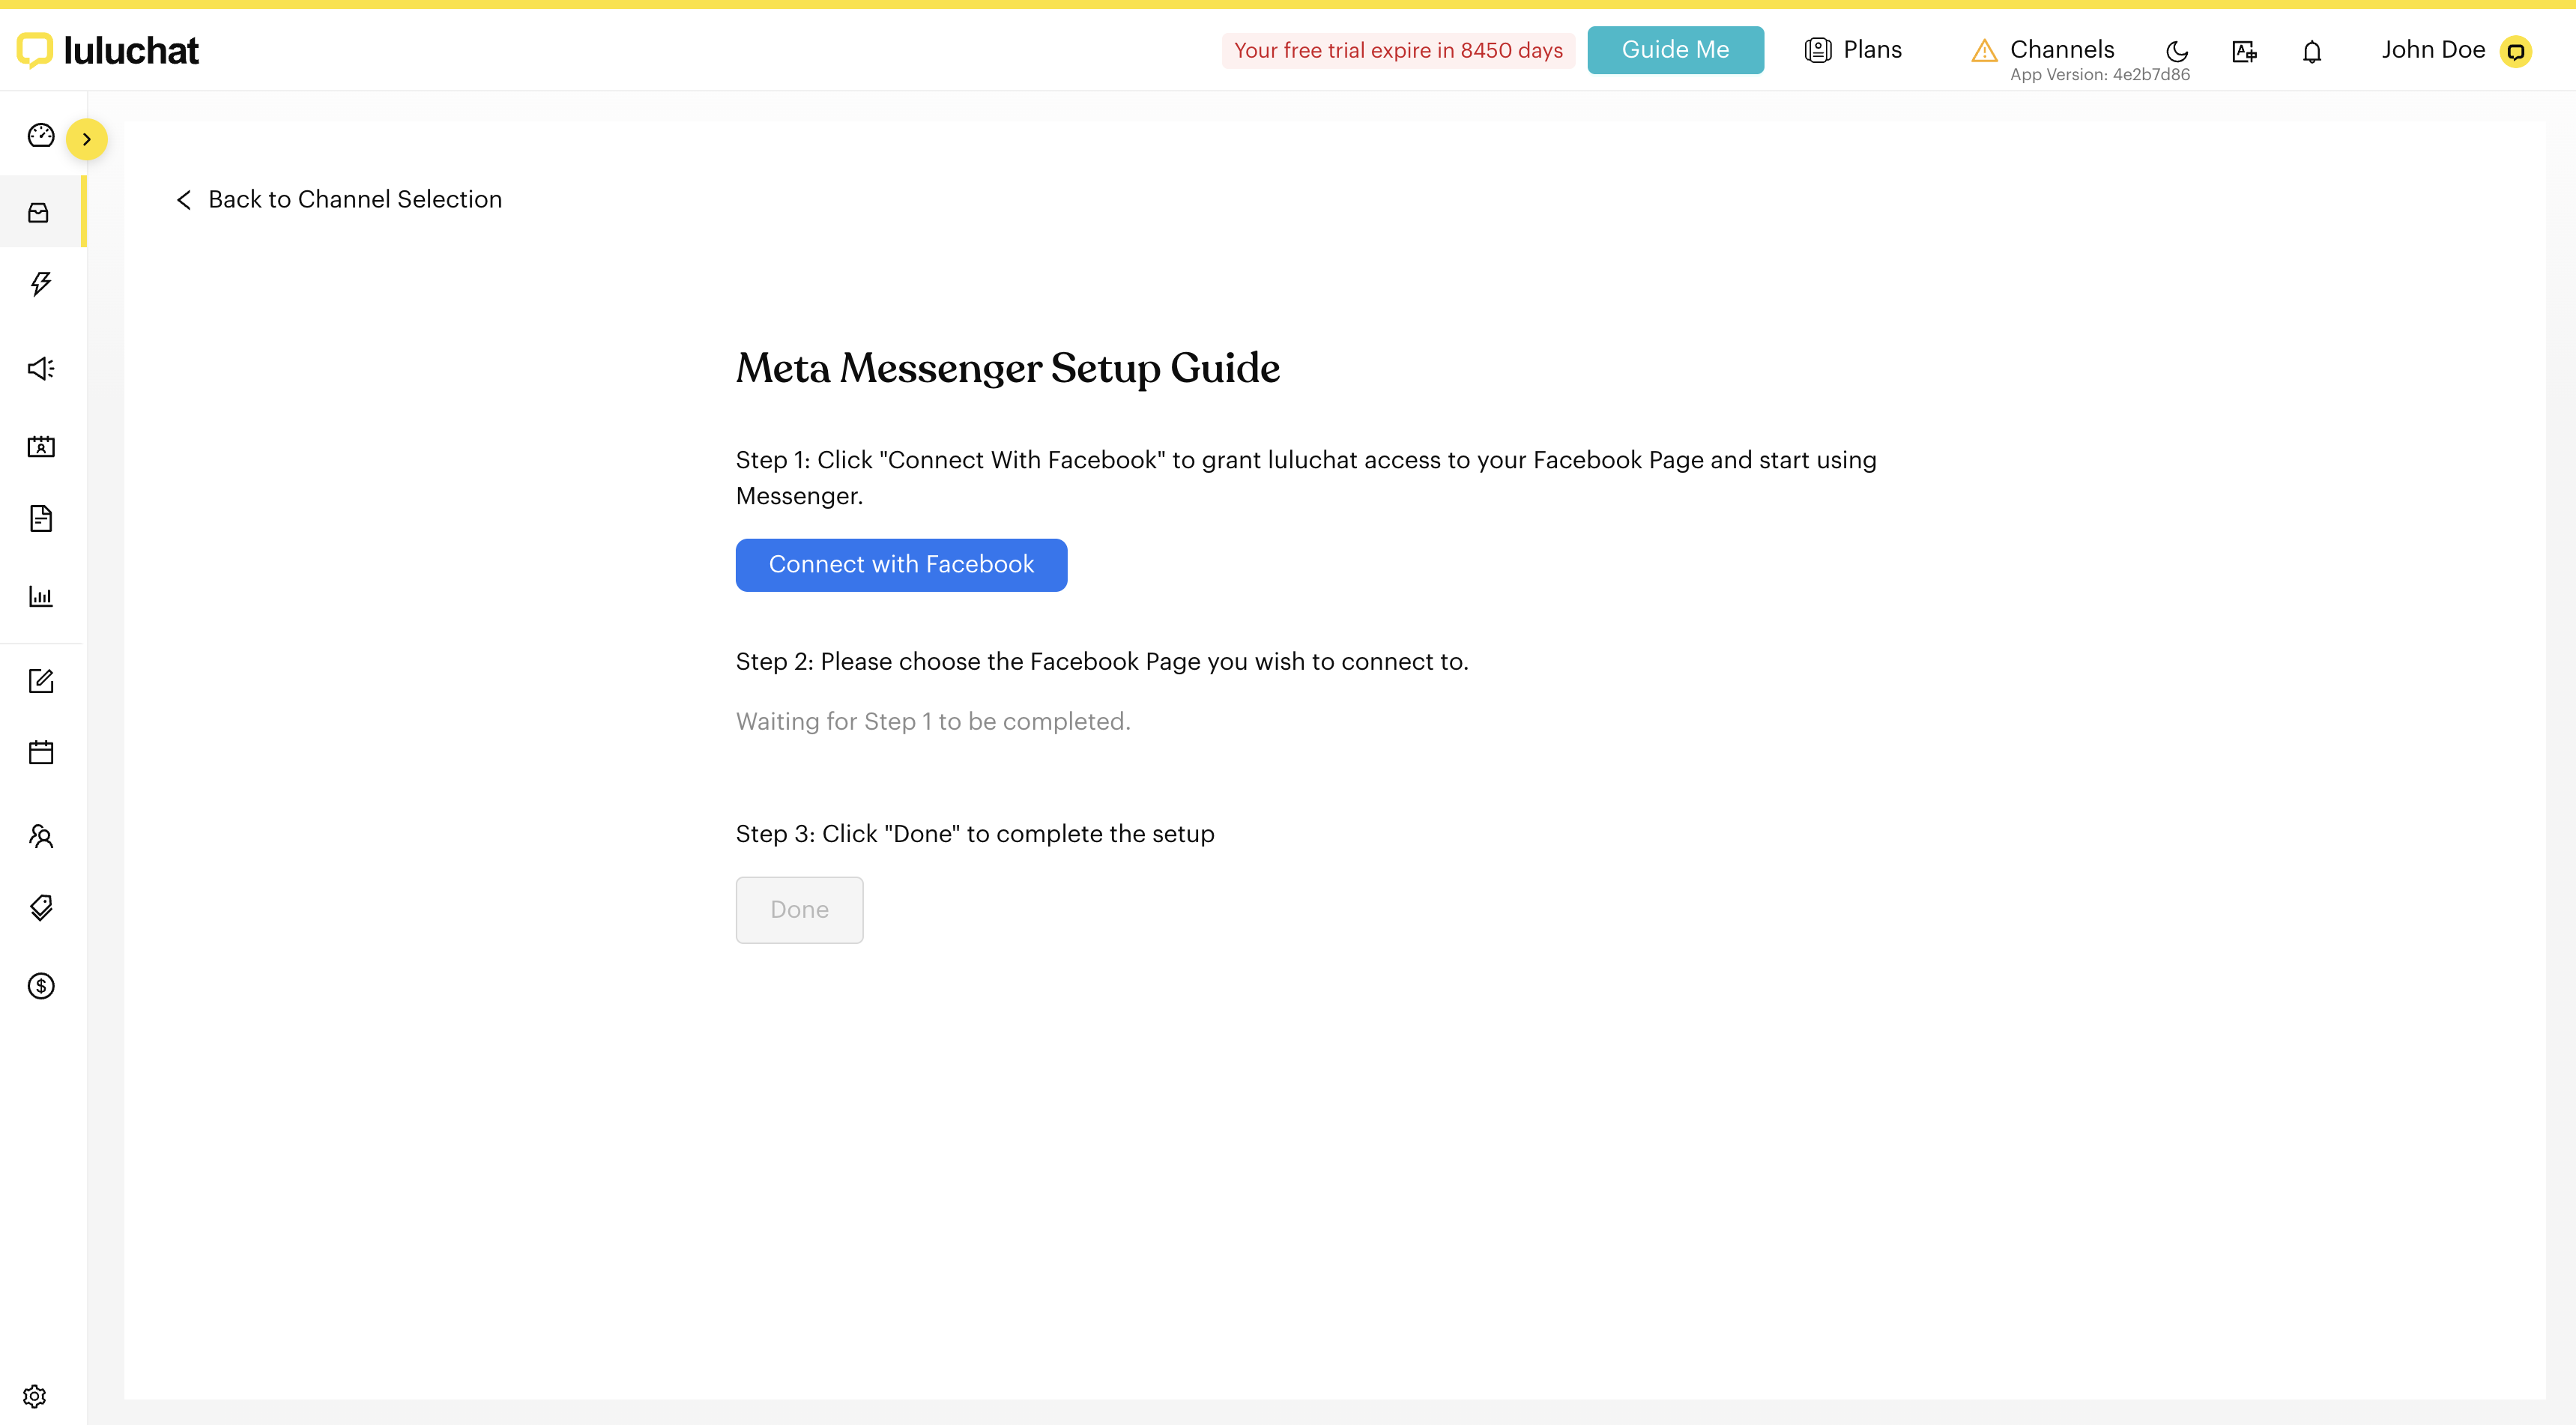 luluchat
Your free trial expire in 8450 days
Guide Me
Plans
Channels
App Version: 4e2b7d86
John Doe
Back to Channel Selection
Meta Messenger Setup Guide
Step 1: Click "Connect With Facebook" to grant luluchat access to your Facebook Page and start using
Messenger.
Connect with Facebook
Step 2: Please choose the Facebook Page you wish to connect to.
Waiting for Step 1 to be completed.
Step 3: Click "Done" to complete the setup
Done